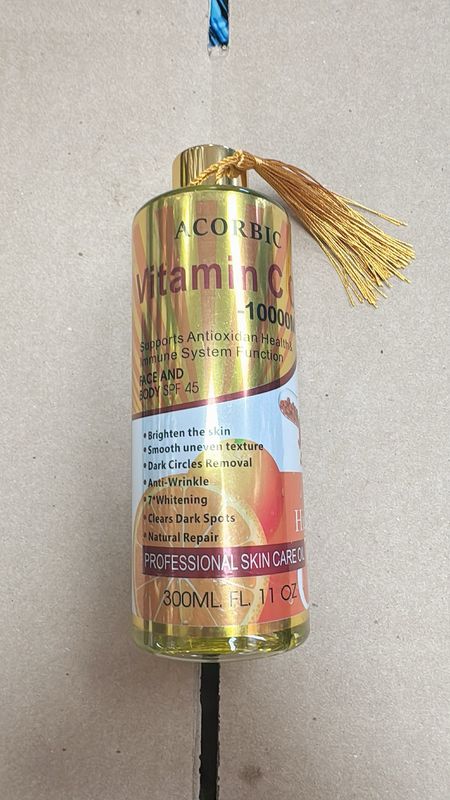 ACORBIC
Vitamin C
-10000M
Supports Antioxidan Health&
Immune System Function
FACE AND
BODY SPF 45
•Brighten the skin
•Smooth uneven texture
•Dark Circles Removal
•Anti-Wrinkle
•7*Whitening
•Clears Dark Spots
•Natural Repair
H
PROFESSIONAL SKIN CARE OIL
300ML. FL. 11 OZ